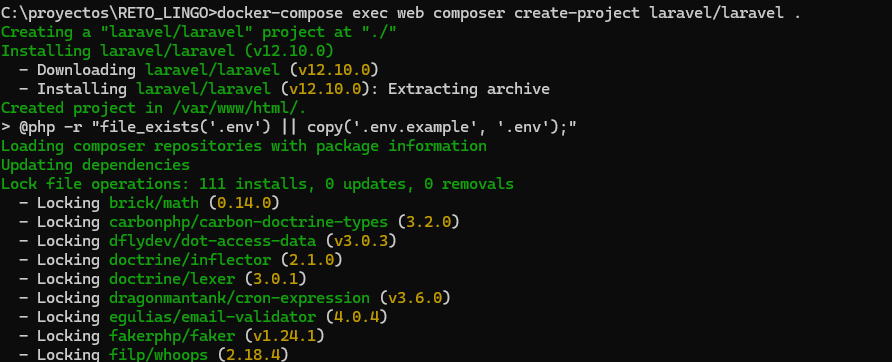 C:\proyectos\RETO_LINGO>docker-compose exec web composer create-project laravel/laravel .
Creating a "laravel/laravel" project at "./"
Installing laravel/laravel (v12.10.0)
  - Downloading laravel/laravel (v12.10.0)
  - Installing laravel/laravel (v12.10.0): Extracting archive
Created project in /var/www/html/.
> @php -r "file_exists('.env') || copy('.env.example', '.env');"
Loading composer repositories with package information
Updating dependencies
Lock file operations: 111 installs, 0 updates, 0 removals
  - Locking brick/math (0.14.0)
  - Locking carbonphp/carbon-doctrine-types (3.2.0)
  - Locking dflydev/dot-access-data (v3.0.3)
  - Locking doctrine/inflector (2.1.0)
  - Locking doctrine/lexer (3.0.1)
  - Locking dragonmantank/cron-expression (v3.6.0)
  - Locking egulias/email-validator (4.0.4)
  - Locking fakerphp/faker (v1.24.1)
  - Locking filp/whoops (2.18.4)